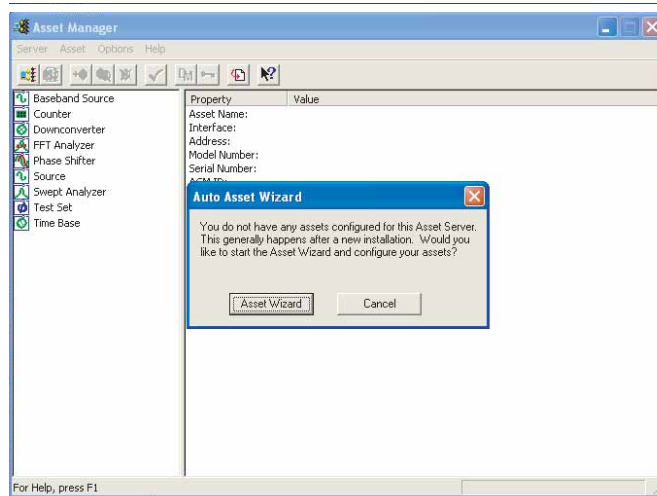 Asset Manager
Server Asset Options Help
Baseband Source
Counter
Downconverter
FFT Analyzer
Phase Shifter
Source
Swept Analyzer
Test Set
Time Base
Property Value
Asset Name:
Interface:
Address:
Model Number:
Serial Number:
ACM ID:
Auto Asset Wizard
You do not have any assets configured for this Asset Server.
This generally happens after a new installation. Would you
like to start the Asset Wizard and configure your assets?
Asset Wizard Cancel
For Help, press F1